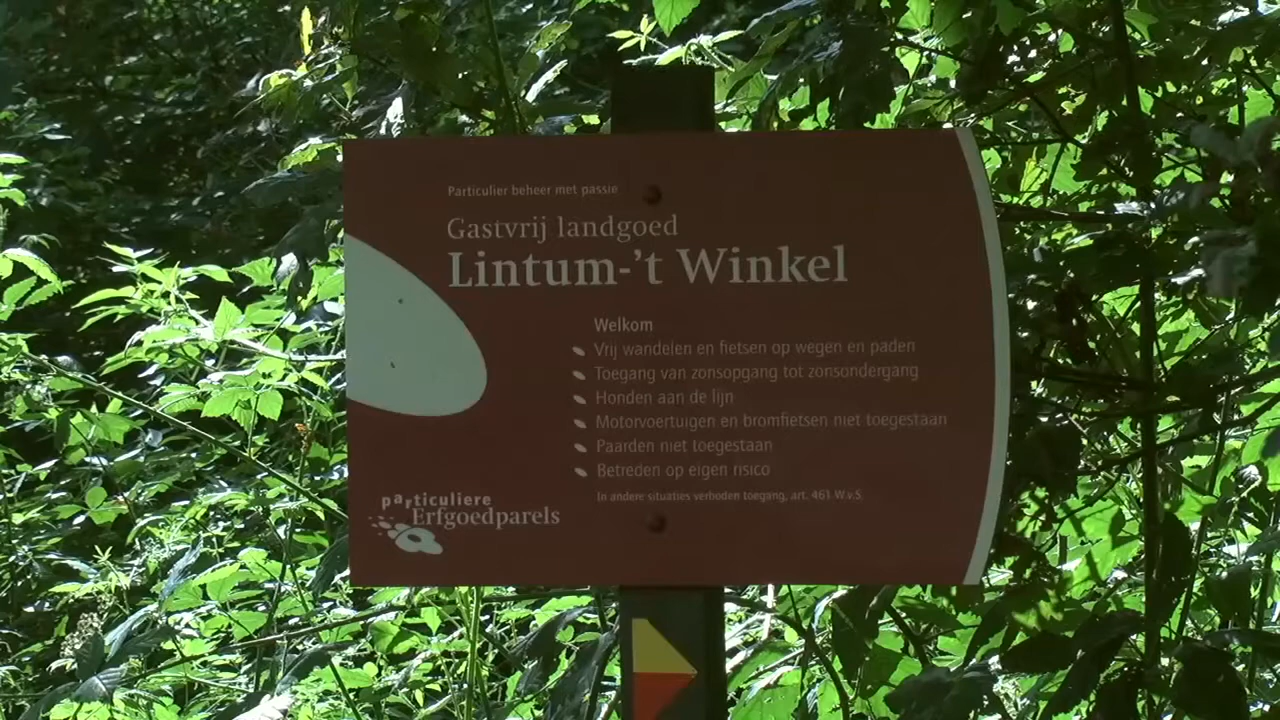 Particulier beheer met passie
Gastvrij landgoed
Lintum-’t Winkel
Welkom
Vrij wandelen en fietsen op wegen en paden
Toegang van zonsopgang tot zonsondergang
Honden aan de lijn
Motorvoertuigen en bromfietsen niet toegestaan
Paarden niet toegestaan
Betreden op eigen risico
In andere situaties verboden toegang, art. 461 W.v.S.
particuliere
Erfgoedparels